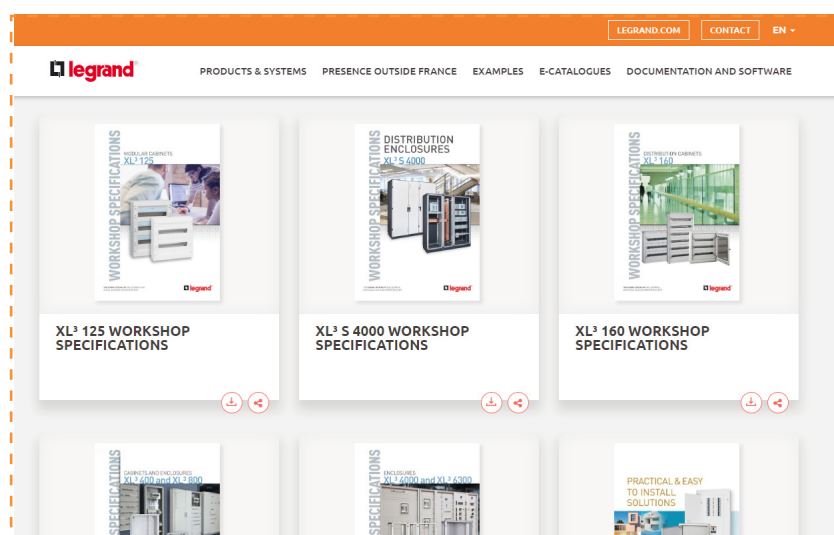 LEGRAND.COM
CONTACT
EN
legrand
PRODUCTS & SYSTEMS
PRESENCE OUTSIDE FRANCE
EXAMPLES
E-CATALOGUES
DOCUMENTATION AND SOFTWARE
WORKSHOP SPECIFICATIONS
MODULAR CABINETS
XL³ 125
legrand
WORKSHOP SPECIFICATIONS
DISTRIBUTION
ENCLOSURES
XL³ S 4000
legrand
WORKSHOP SPECIFICATIONS
DISTRIBUTION CABINETS
XL³ 160
legrand
XL³ 125 WORKSHOP
SPECIFICATIONS
XL³ S 4000 WORKSHOP
SPECIFICATIONS
XL³ 160 WORKSHOP
SPECIFICATIONS
SPECIFICATIONS
CABINETS AND ENCLOSURES
XL³ 400 and XL³ 800
SPECIFICATIONS
ENCLOSURES
XL³ 4000 and XL³ 6300
PRACTICAL & EASY
TO INSTALL
SOLUTIONS